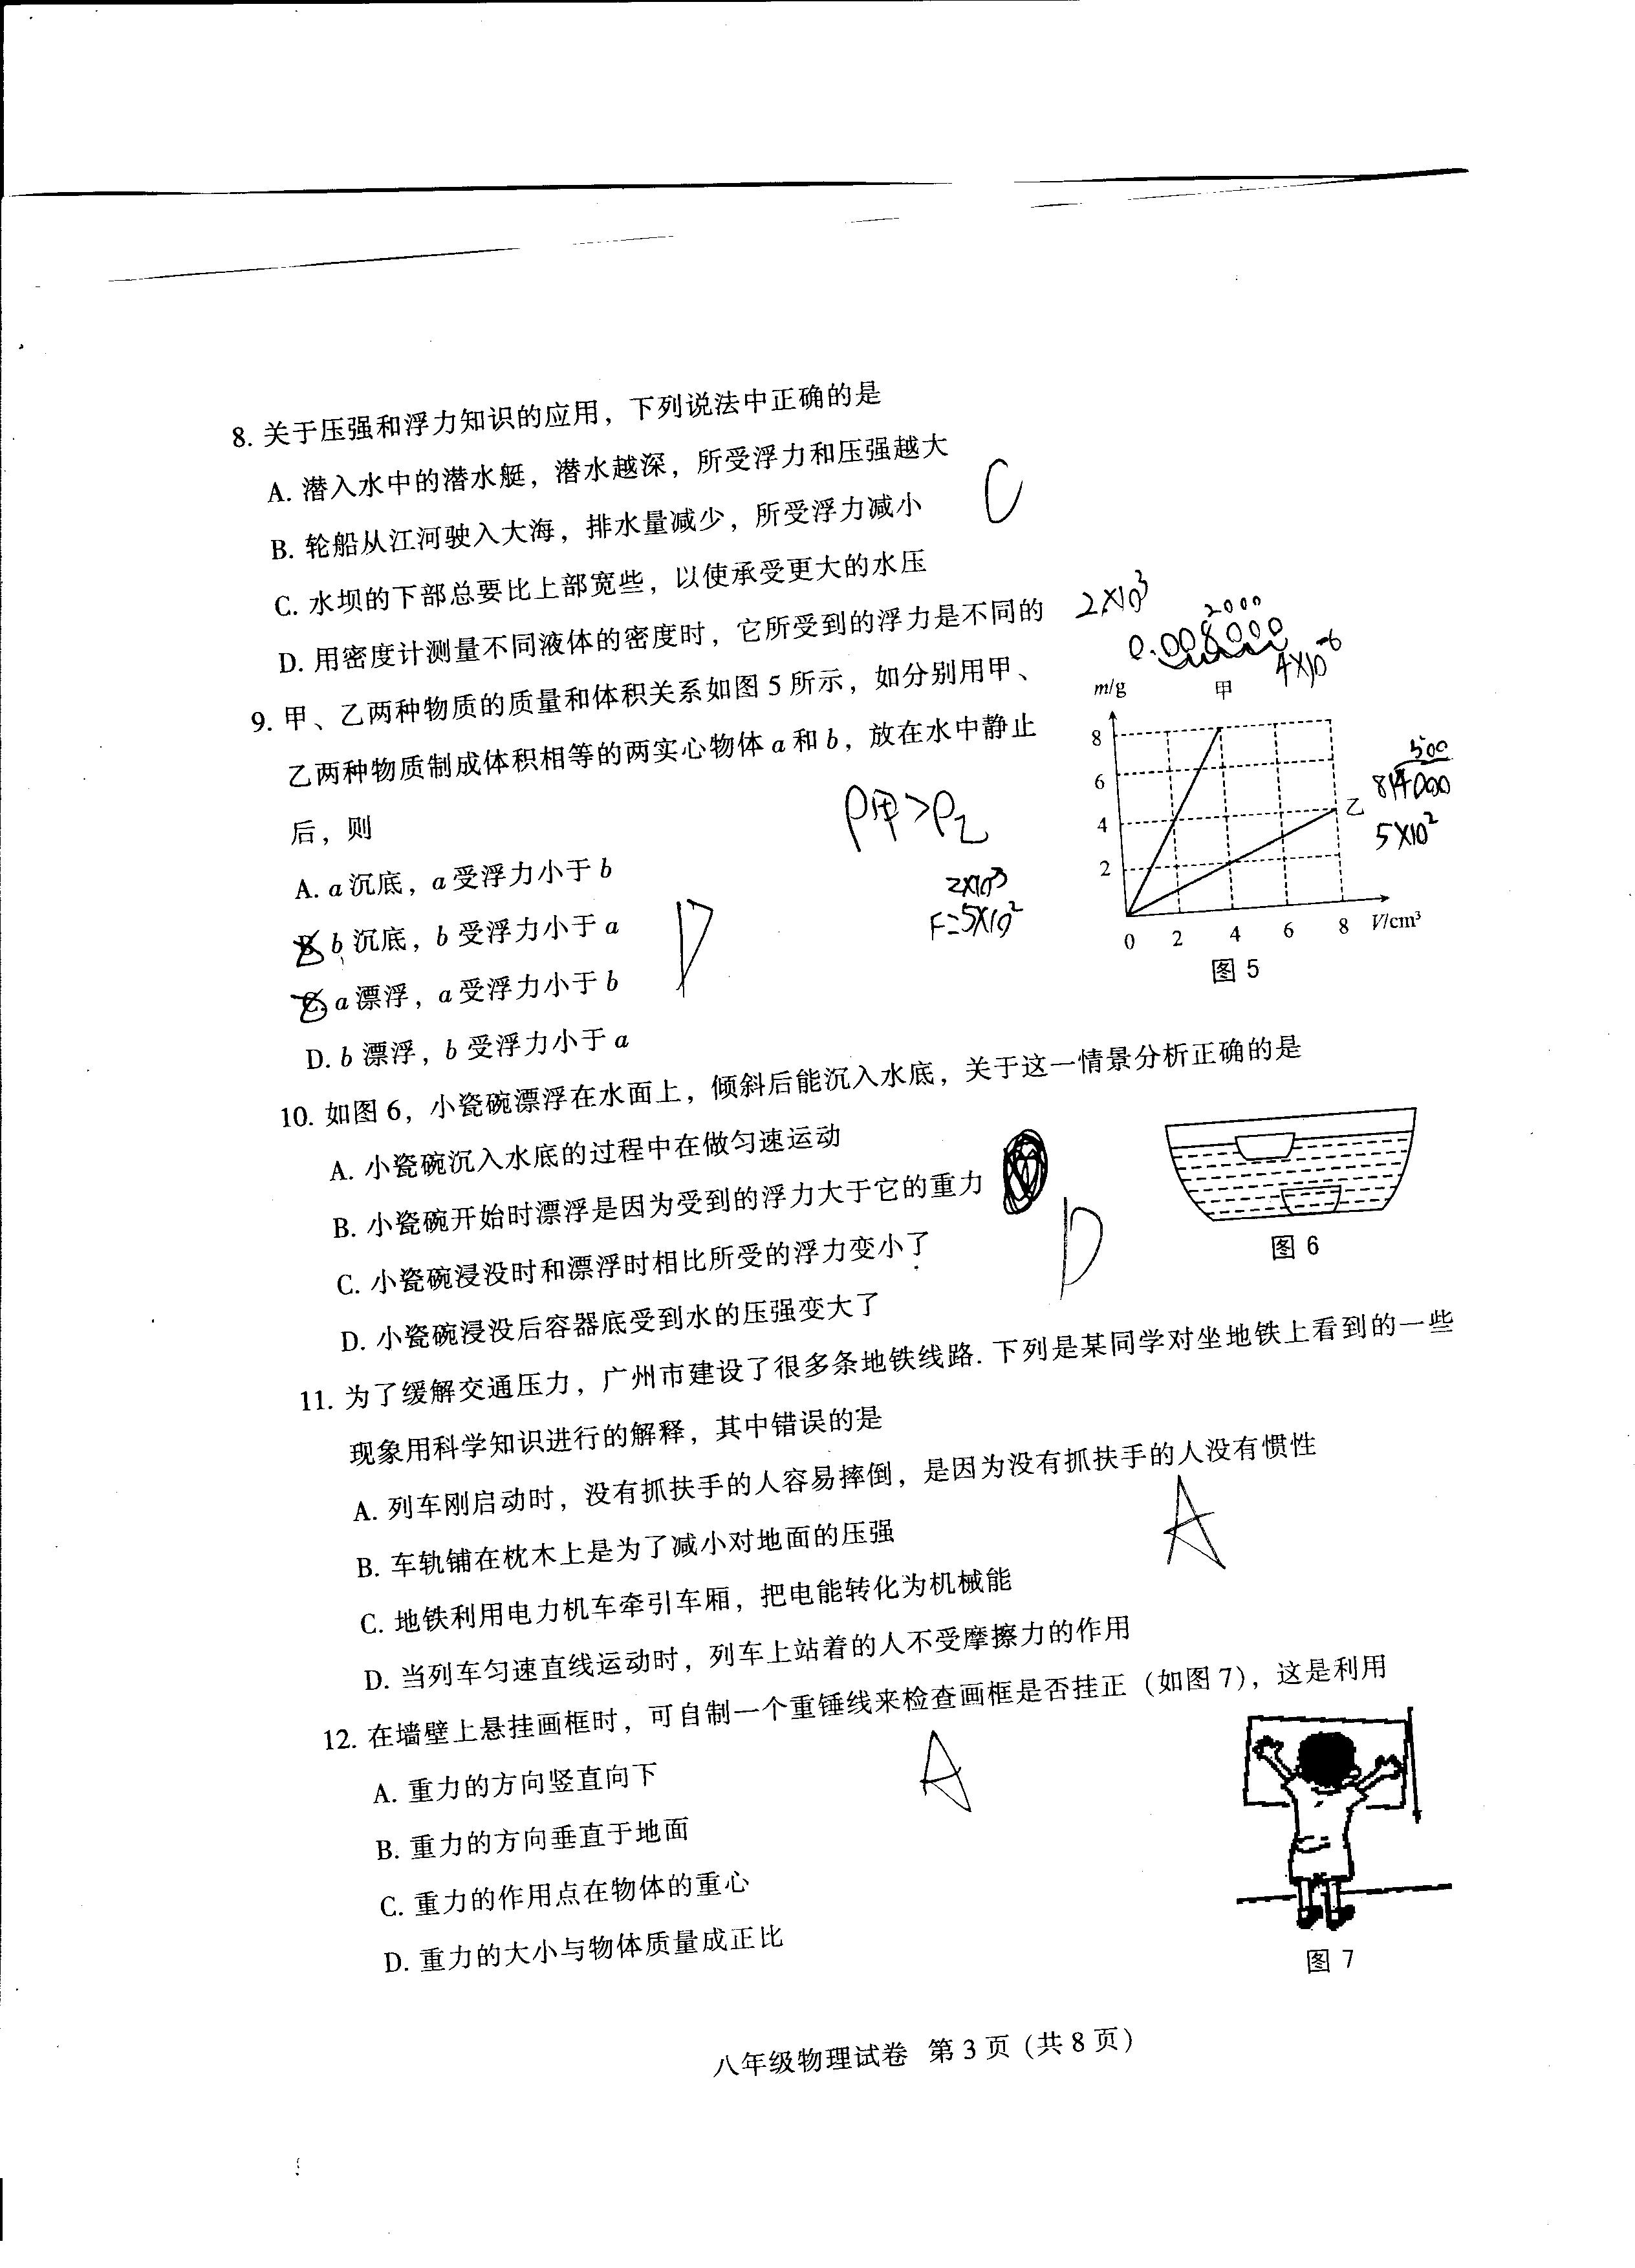 8. 关于压强和浮力知识的应用，下列说法中正确的是
A. 潜入水中的潜水艇，潜水越深，所受浮力和压强越大
C
B. 轮船从江河驶入大海，排水量减少，所受浮力减小
C. 水坝的下部总要比上部宽些，以使承受更大的水压
D. 用密度计测量不同液体的密度时，它所受到的浮力是不同的
2×10³
2000
0.008000
4×10⁻⁶
9. 甲、乙两种物质的质量和体积关系如图 5 所示，如分别用甲、
乙两种物质制成体积相等的两实心物体 a 和 b，放在水中静止
后，则
ρ甲>ρ乙
A. a 沉底，a 受浮力小于 b
2×10³
F=5×10²
B. b 沉底，b 受浮力小于 a
D
C. a 漂浮，a 受浮力小于 b
D. b 漂浮，b 受浮力小于 a
m/g
甲
8
6
4
2
乙
0 2 4 6 8 V/cm³
图 5
500
5×10²
10. 如图 6，小瓷碗漂浮在水面上，倾斜后能沉入水底，关于这一情景分析正确的是
A. 小瓷碗沉入水底的过程中在做匀速运动
B. 小瓷碗开始时漂浮是因为受到的浮力大于它的重力
D
C. 小瓷碗浸没时和漂浮时相比所受的浮力变小了
D. 小瓷碗浸没后容器底受到水的压强变大了
图 6
11. 为了缓解交通压力，广州市建设了很多条地铁线路. 下列是某同学对坐地铁上看到的一些
现象用科学知识进行的解释，其中错误的是
A. 列车刚启动时，没有抓扶手的人容易摔倒，是因为没有抓扶手的人没有惯性
A
B. 车轨铺在枕木上是为了减小对地面的压强
C. 地铁利用电力机车牵引车厢，把电能转化为机械能
D. 当列车匀速直线运动时，列车上站着的人不受摩擦力的作用
12. 在墙壁上悬挂画框时，可自制一个重锤线来检查画框是否挂正（如图 7），这是利用
A
A. 重力的方向竖直向下
B. 重力的方向垂直于地面
C. 重力的作用点在物体的重心
D. 重力的大小与物体质量成正比
图 7
八年级物理试卷 第 3 页 (共 8 页)